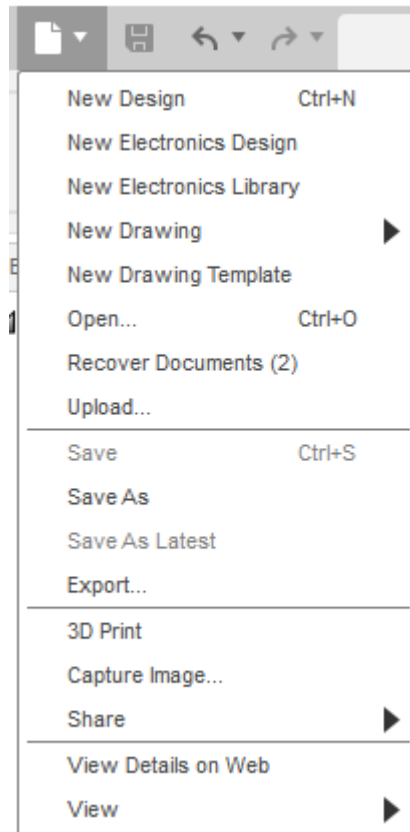 New Design Ctrl+N
New Electronics Design
New Electronics Library
New Drawing
New Drawing Template
Open... Ctrl+O
Recover Documents (2)
Upload...
Save Ctrl+S
Save As
Save As Latest
Export...
3D Print
Capture Image...
Share
View Details on Web
View